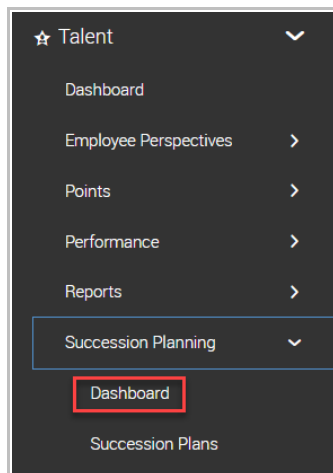 Talent
Dashboard
Employee Perspectives
Points
Performance
Reports
Succession Planning
Dashboard
Succession Plans